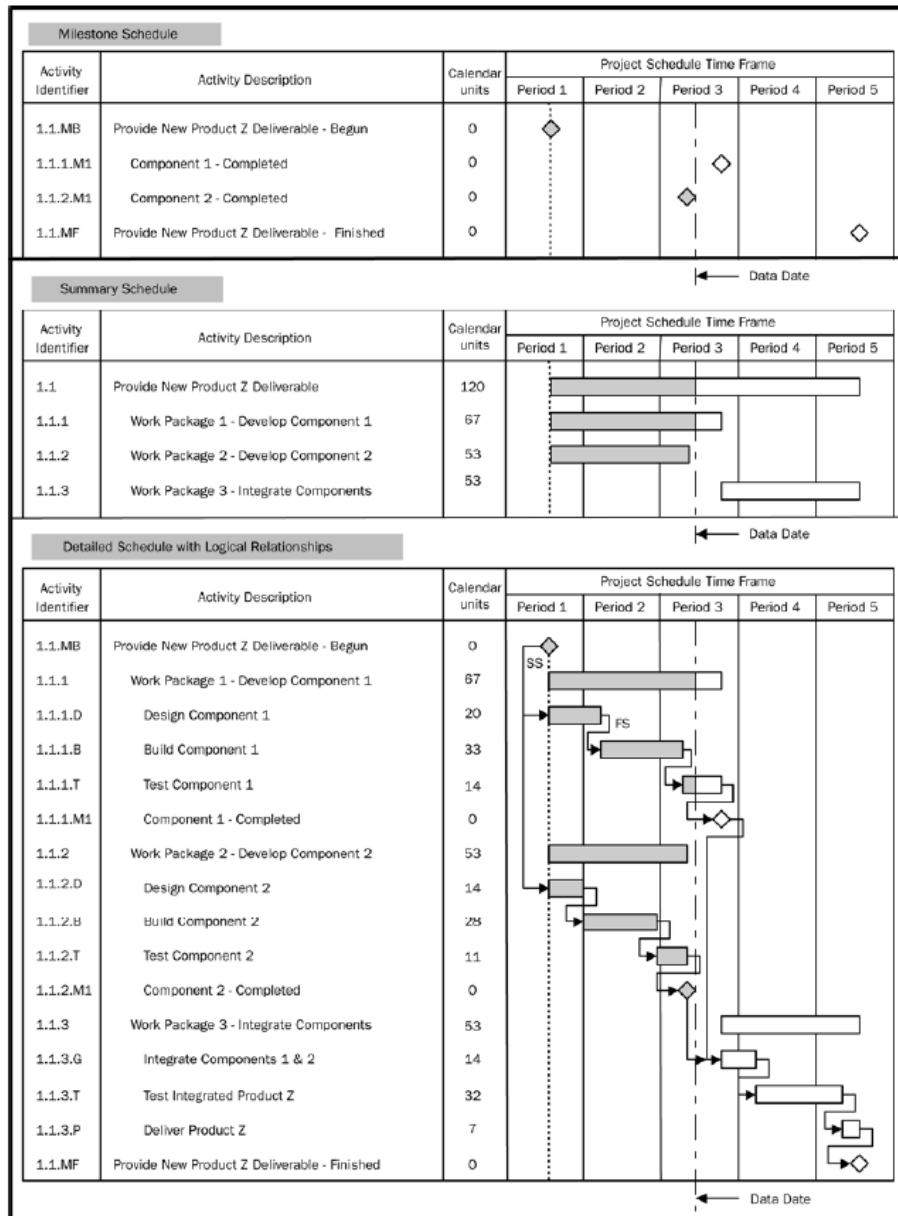 Milestone Schedule
Activity Identifier Activity Description Calendar units Project Schedule Time Frame
Period 1 Period 2 Period 3 Period 4 Period 5
1.1.MB Provide New Product Z Deliverable - Begun 0
1.1.1.M1 Component 1 - Completed 0
1.1.2.M1 Component 2 - Completed 0
1.1.MF Provide New Product Z Deliverable - Finished 0
Data Date
Summary Schedule
Activity Identifier Activity Description Calendar units Project Schedule Time Frame
Period 1 Period 2 Period 3 Period 4 Period 5
1.1 Provide New Product Z Deliverable 120
1.1.1 Work Package 1 - Develop Component 1 67
1.1.2 Work Package 2 - Develop Component 2 53
1.1.3 Work Package 3 - Integrate Components 53
Data Date
Detailed Schedule with Logical Relationships
Activity Identifier Activity Description Calendar units Project Schedule Time Frame
Period 1 Period 2 Period 3 Period 4 Period 5
1.1.MB Provide New Product Z Deliverable - Begun 0
SS
1.1.1 Work Package 1 - Develop Component 1 67
1.1.1.D Design Component 1 20
FS
1.1.1.B Build Component 1 33
1.1.1.T Test Component 1 14
1.1.1.M1 Component 1 - Completed 0
1.1.2 Work Package 2 - Develop Component 2 53
1.1.2.D Design Component 2 14
1.1.2.B Build Component 2 28
1.1.2.T Test Component 2 11
1.1.2.M1 Component 2 - Completed 0
1.1.3 Work Package 3 - Integrate Components 53
1.1.3.G Integrate Components 1 & 2 14
1.1.3.T Test Integrated Product Z 32
1.1.3.P Deliver Product Z 7
1.1.MF Provide New Product Z Deliverable - Finished 0
Data Date